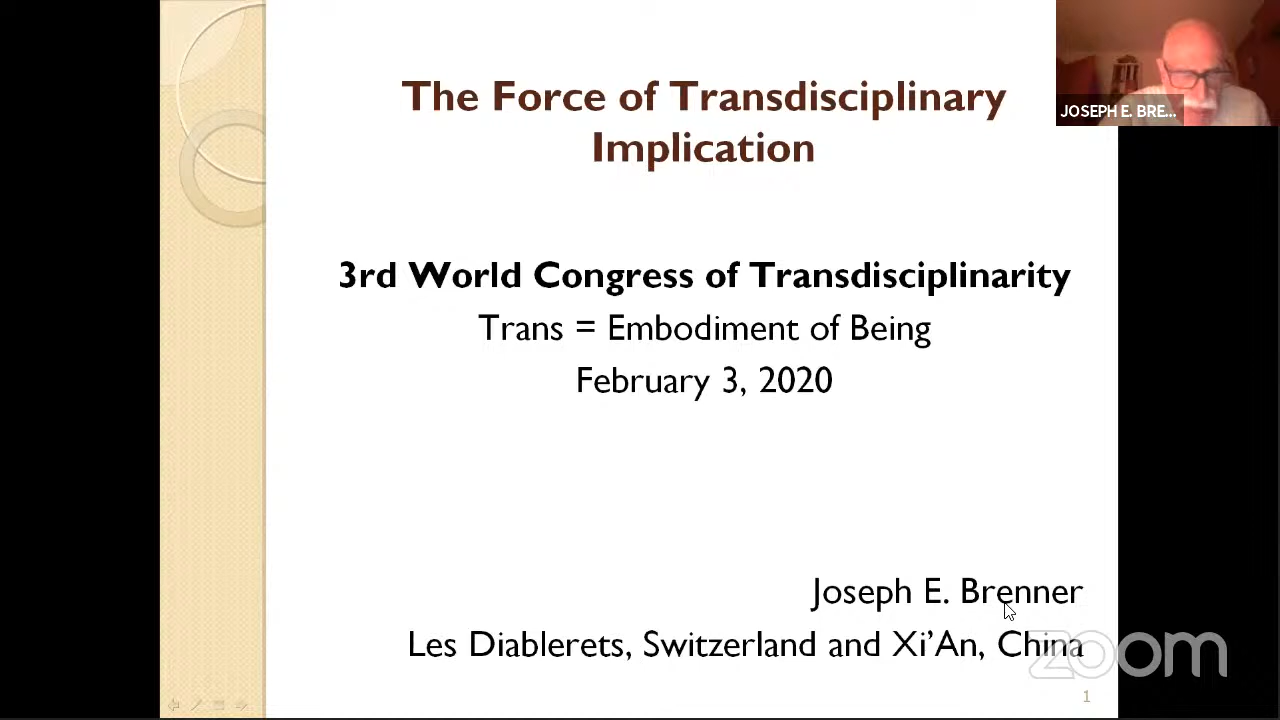 The Force of Transdisciplinary
Implication
JOSEPH E. BRE...
3rd World Congress of Transdisciplinarity
Trans = Embodiment of Being
February 3, 2020
Joseph E. Brenner
Les Diablerets, Switzerland and Xi’An, China
zoom
1